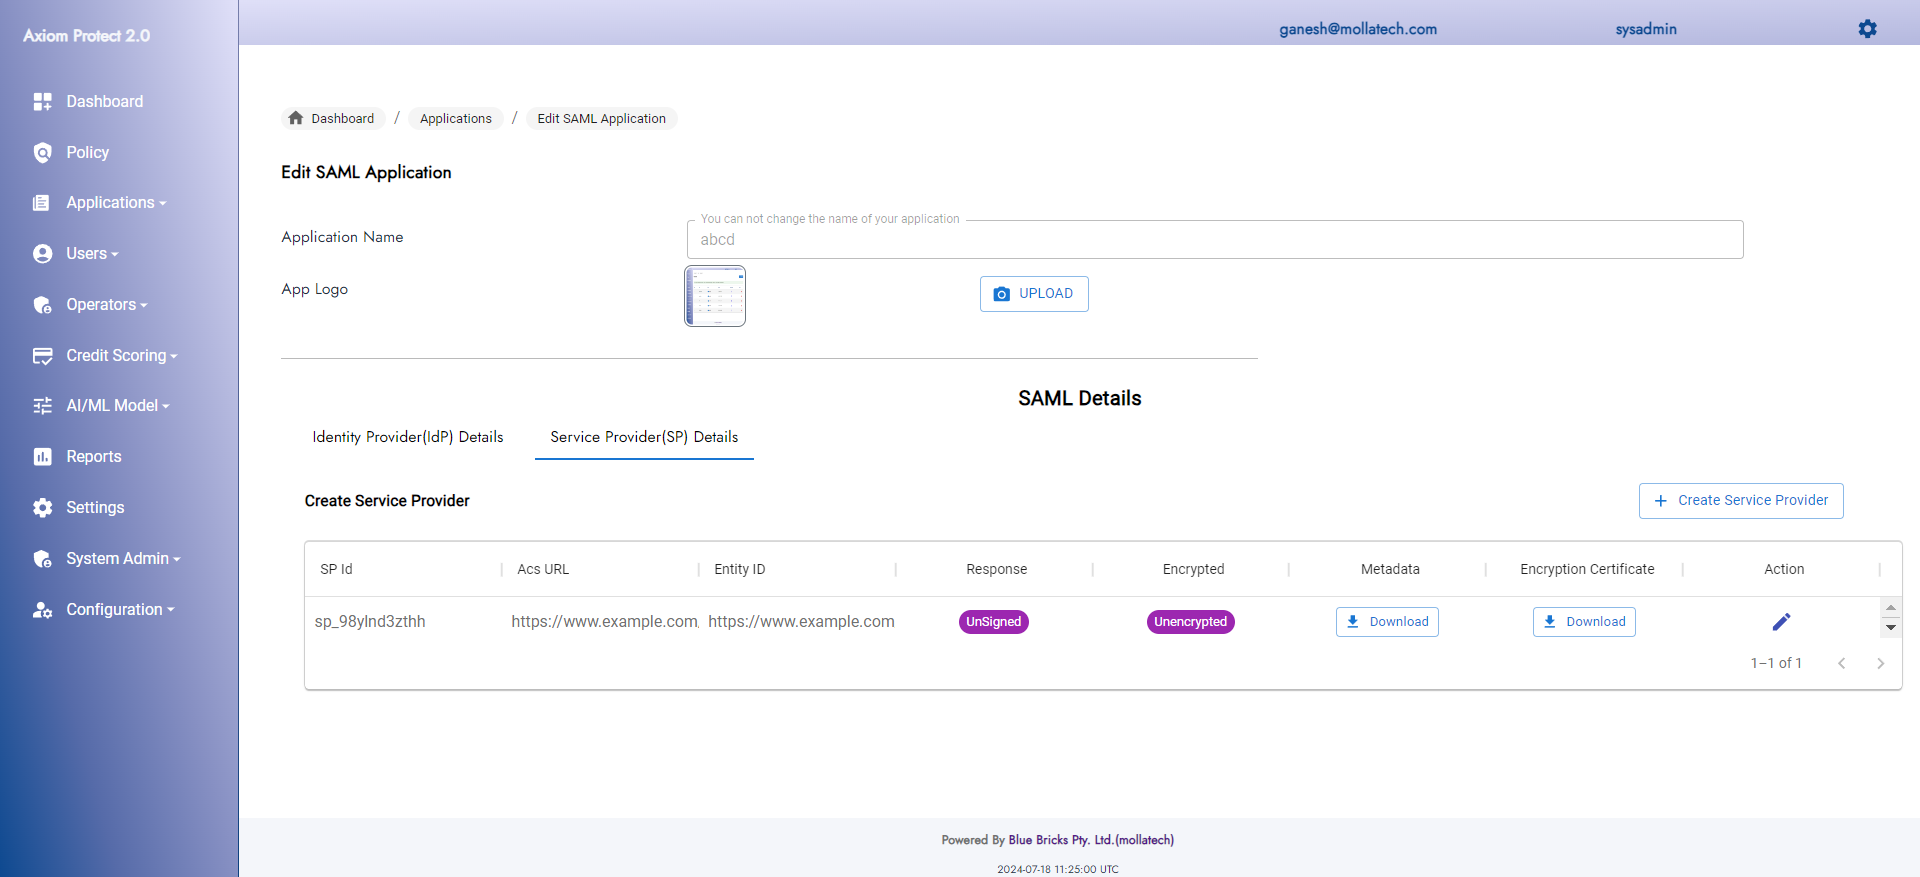 Axiom Protect 2.0
ganesh@mollatech.com
sysadmin
Dashboard
Policy
Applications
Users
Operators
Credit Scoring
AI/ML Model
Reports
Settings
System Admin
Configuration
Dashboard / Applications / Edit SAML Application
Edit SAML Application
Application Name
You can not change the name of your application
abcd
App Logo
UPLOAD
SAML Details
Identity Provider(IdP) Details
Service Provider(SP) Details
Create Service Provider
+ Create Service Provider
SP Id Acs URL Entity ID Response Encrypted Metadata Encryption Certificate Action
sp_98ylnd3zthh https://www.example.com, https://www.example.com UnSigned Unencrypted Download Download
1–1 of 1
Powered By Blue Bricks Pty. Ltd.(mollatech)
2024-07-18 11:25:00 UTC